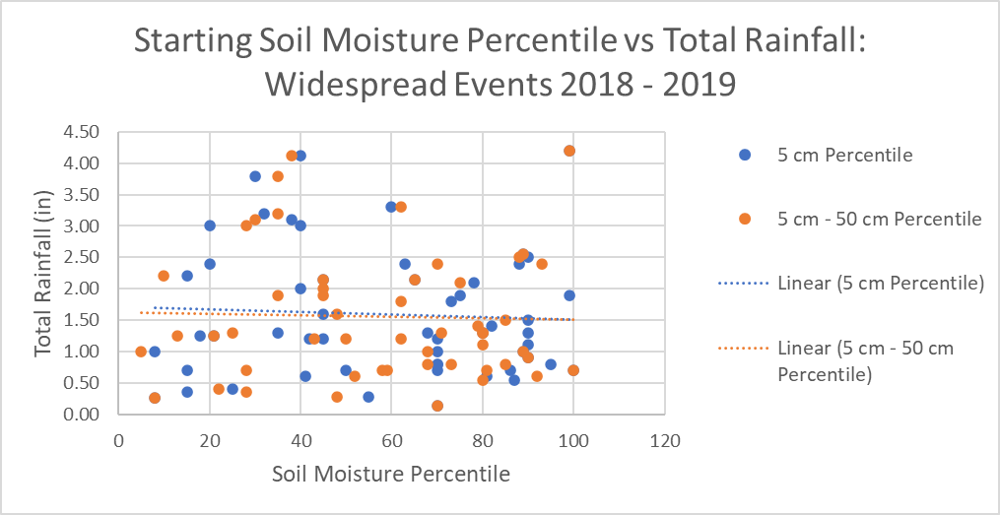 Starting Soil Moisture Percentile vs Total Rainfall:
Widespread Events 2018 - 2019
Total Rainfall (in)
4.50
4.00
3.50
3.00
2.50
2.00
1.50
1.00
0.50
0.00
0 20 40 60 80 100 120
Soil Moisture Percentile
5 cm Percentile
5 cm - 50 cm Percentile
Linear (5 cm Percentile)
Linear (5 cm - 50 cm
Percentile)